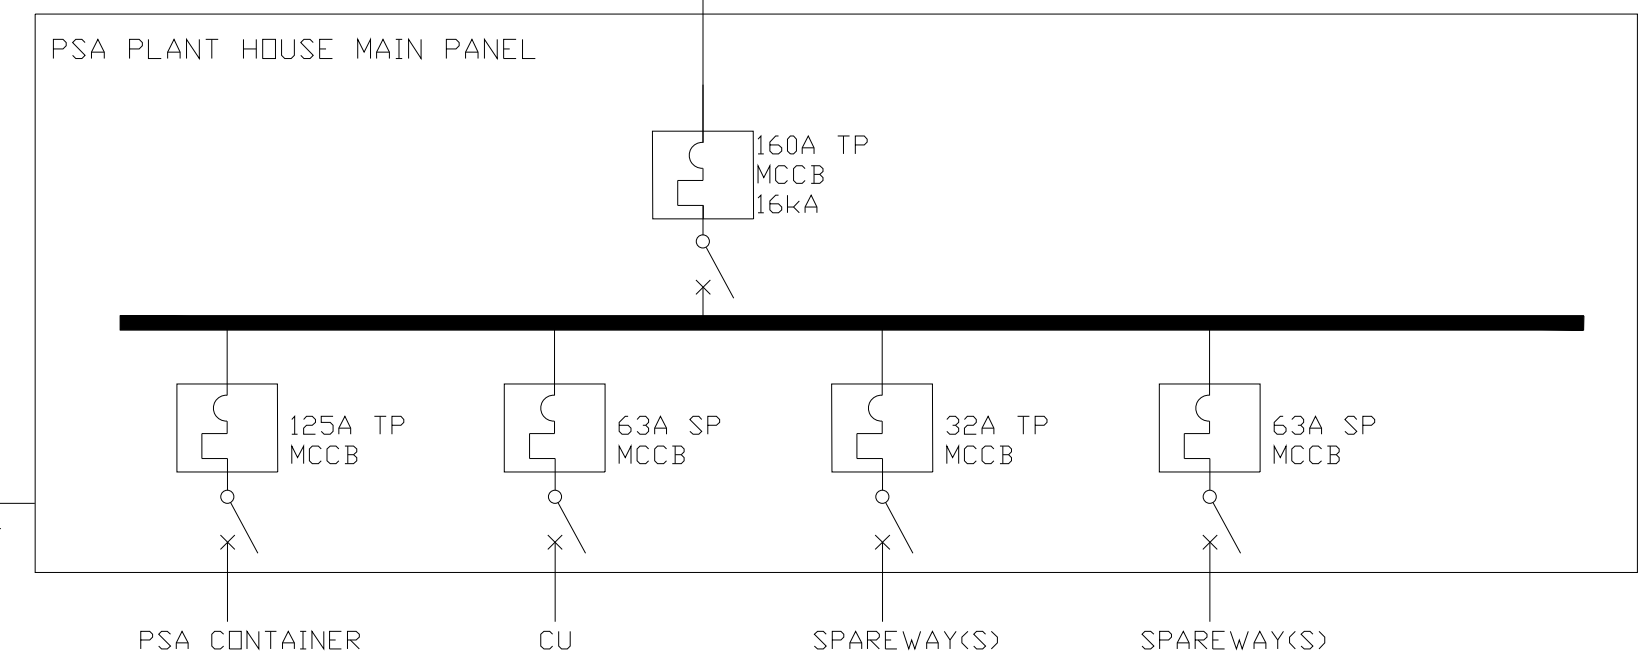 PSA PLANT HOUSE MAIN PANEL
160A TP
MCCB
16kA
125A TP
MCCB
63A SP
MCCB
32A TP
MCCB
63A SP
MCCB
PSA CONTAINER
CU
SPAREWAY(S)
SPAREWAY(S)